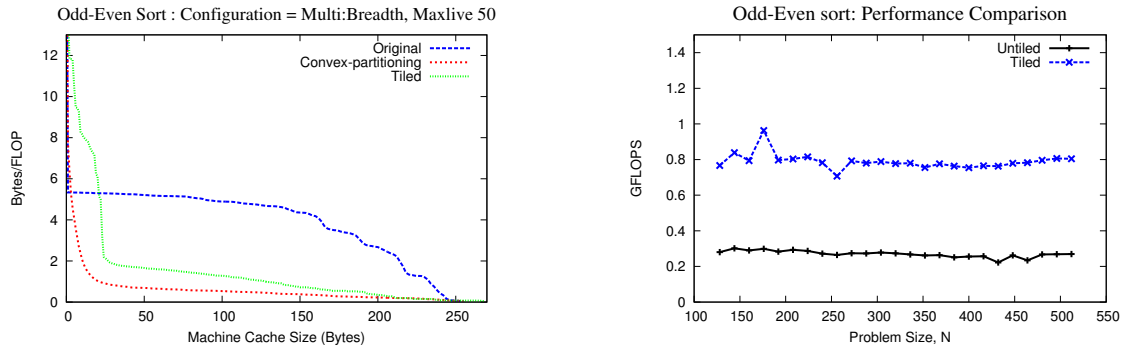 Odd-Even Sort : Configuration = Multi:Breadth, Maxlive 50
Original
Convex-partitioning
Tiled
Bytes/FLOP
12
10
8
6
4
2
0
0 50 100 150 200 250
Machine Cache Size (Bytes)
Odd-Even sort: Performance Comparison
Untiled
Tiled
GFLOPS
1.4
1.2
1
0.8
0.6
0.4
0.2
0
100 150 200 250 300 350 400 450 500 550
Problem Size, N